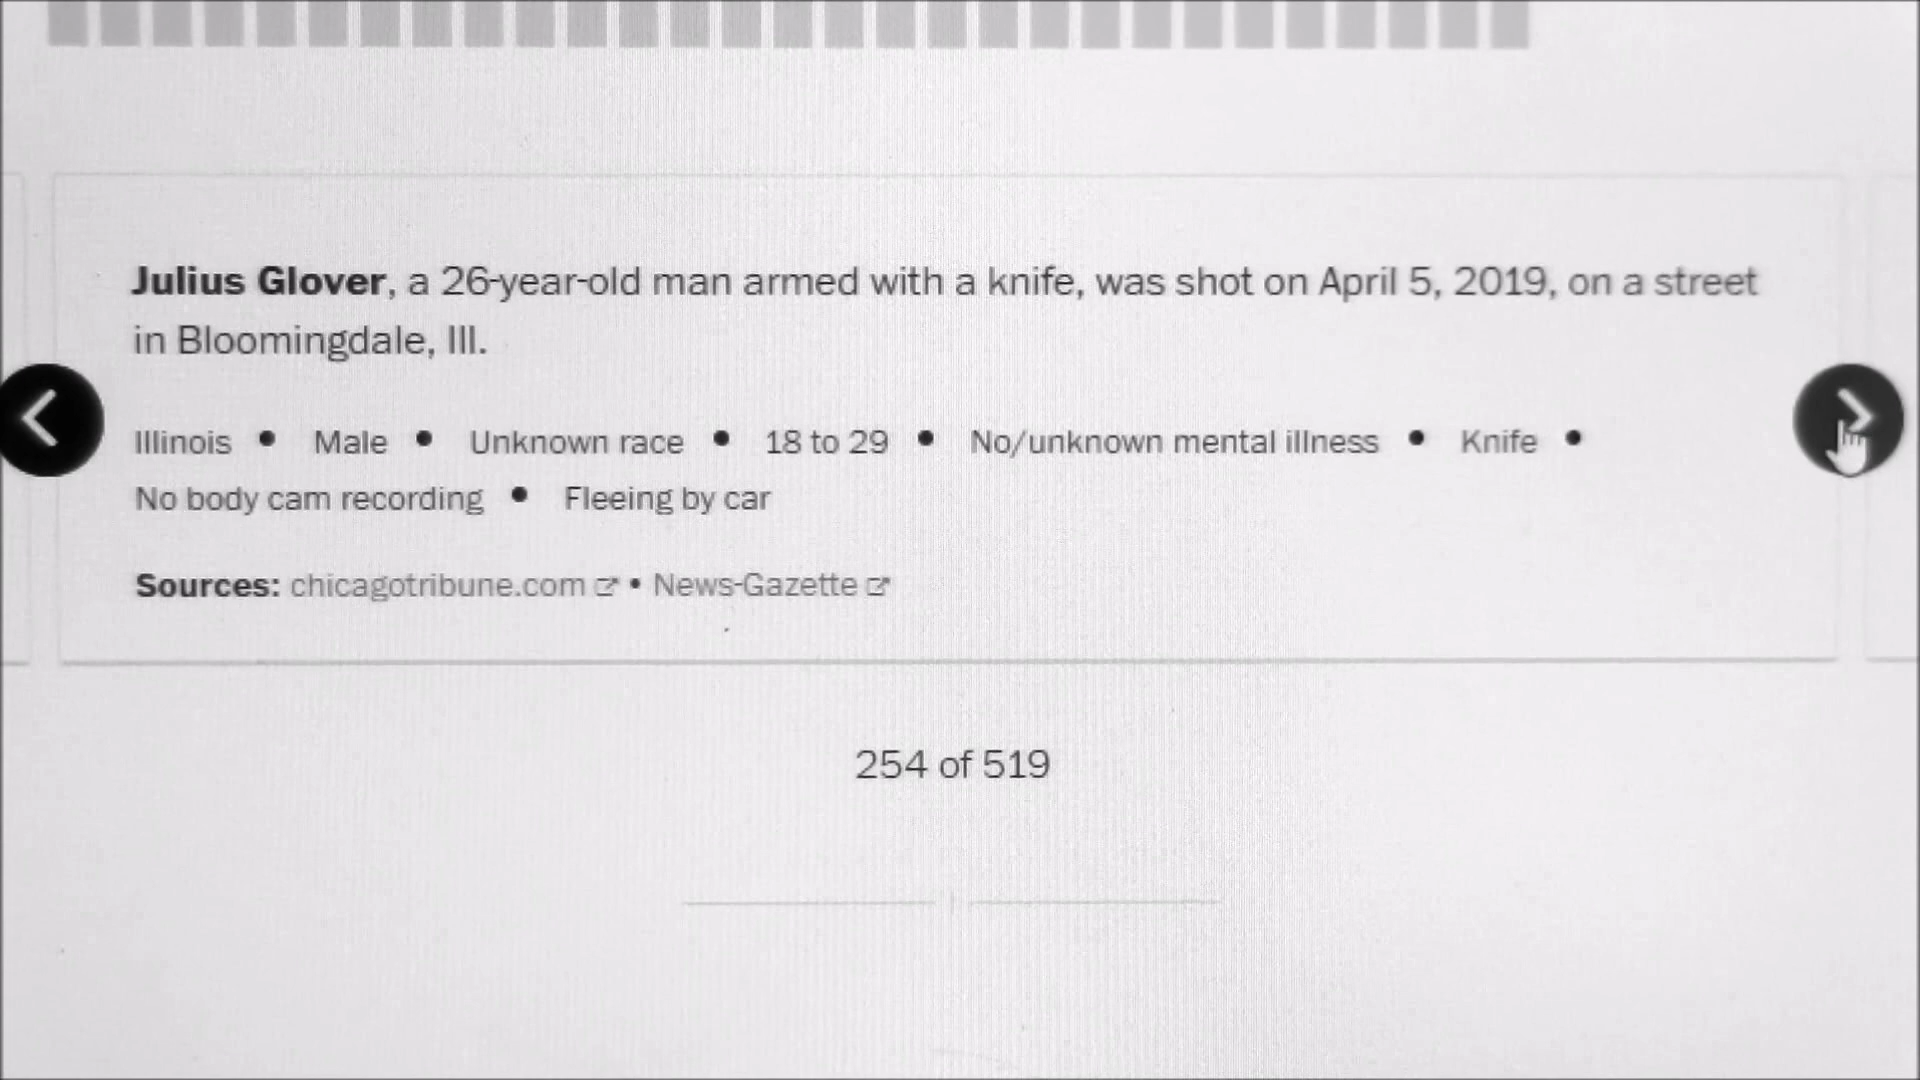 Julius Glover, a 26-year-old man armed with a knife, was shot on April 5, 2019, on a street
in Bloomingdale, Ill.
Illinois • Male • Unknown race • 18 to 29 • No/unknown mental illness • Knife •
No body cam recording • Fleeing by car
Sources: chicagotribune.com • News-Gazette
254 of 519